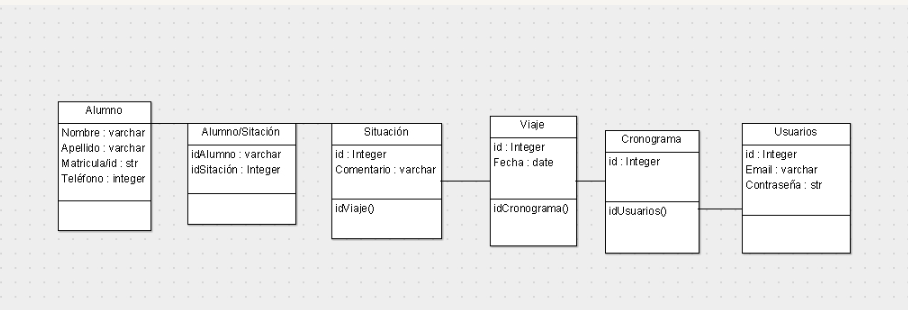 Alumno
Nombre : varchar
Apellido : varchar
Matricula/id : str
Teléfono : integer
Alumno/Sitación
idAlumno : varchar
idSitación : Integer
Situación
id : Integer
Comentario : varchar
idViaje()
Viaje
id : Integer
Fecha : date
idCronograma()
Cronograma
id : Integer
idUsuarios()
Usuarios
id : Integer
Email : varchar
Contraseña : str